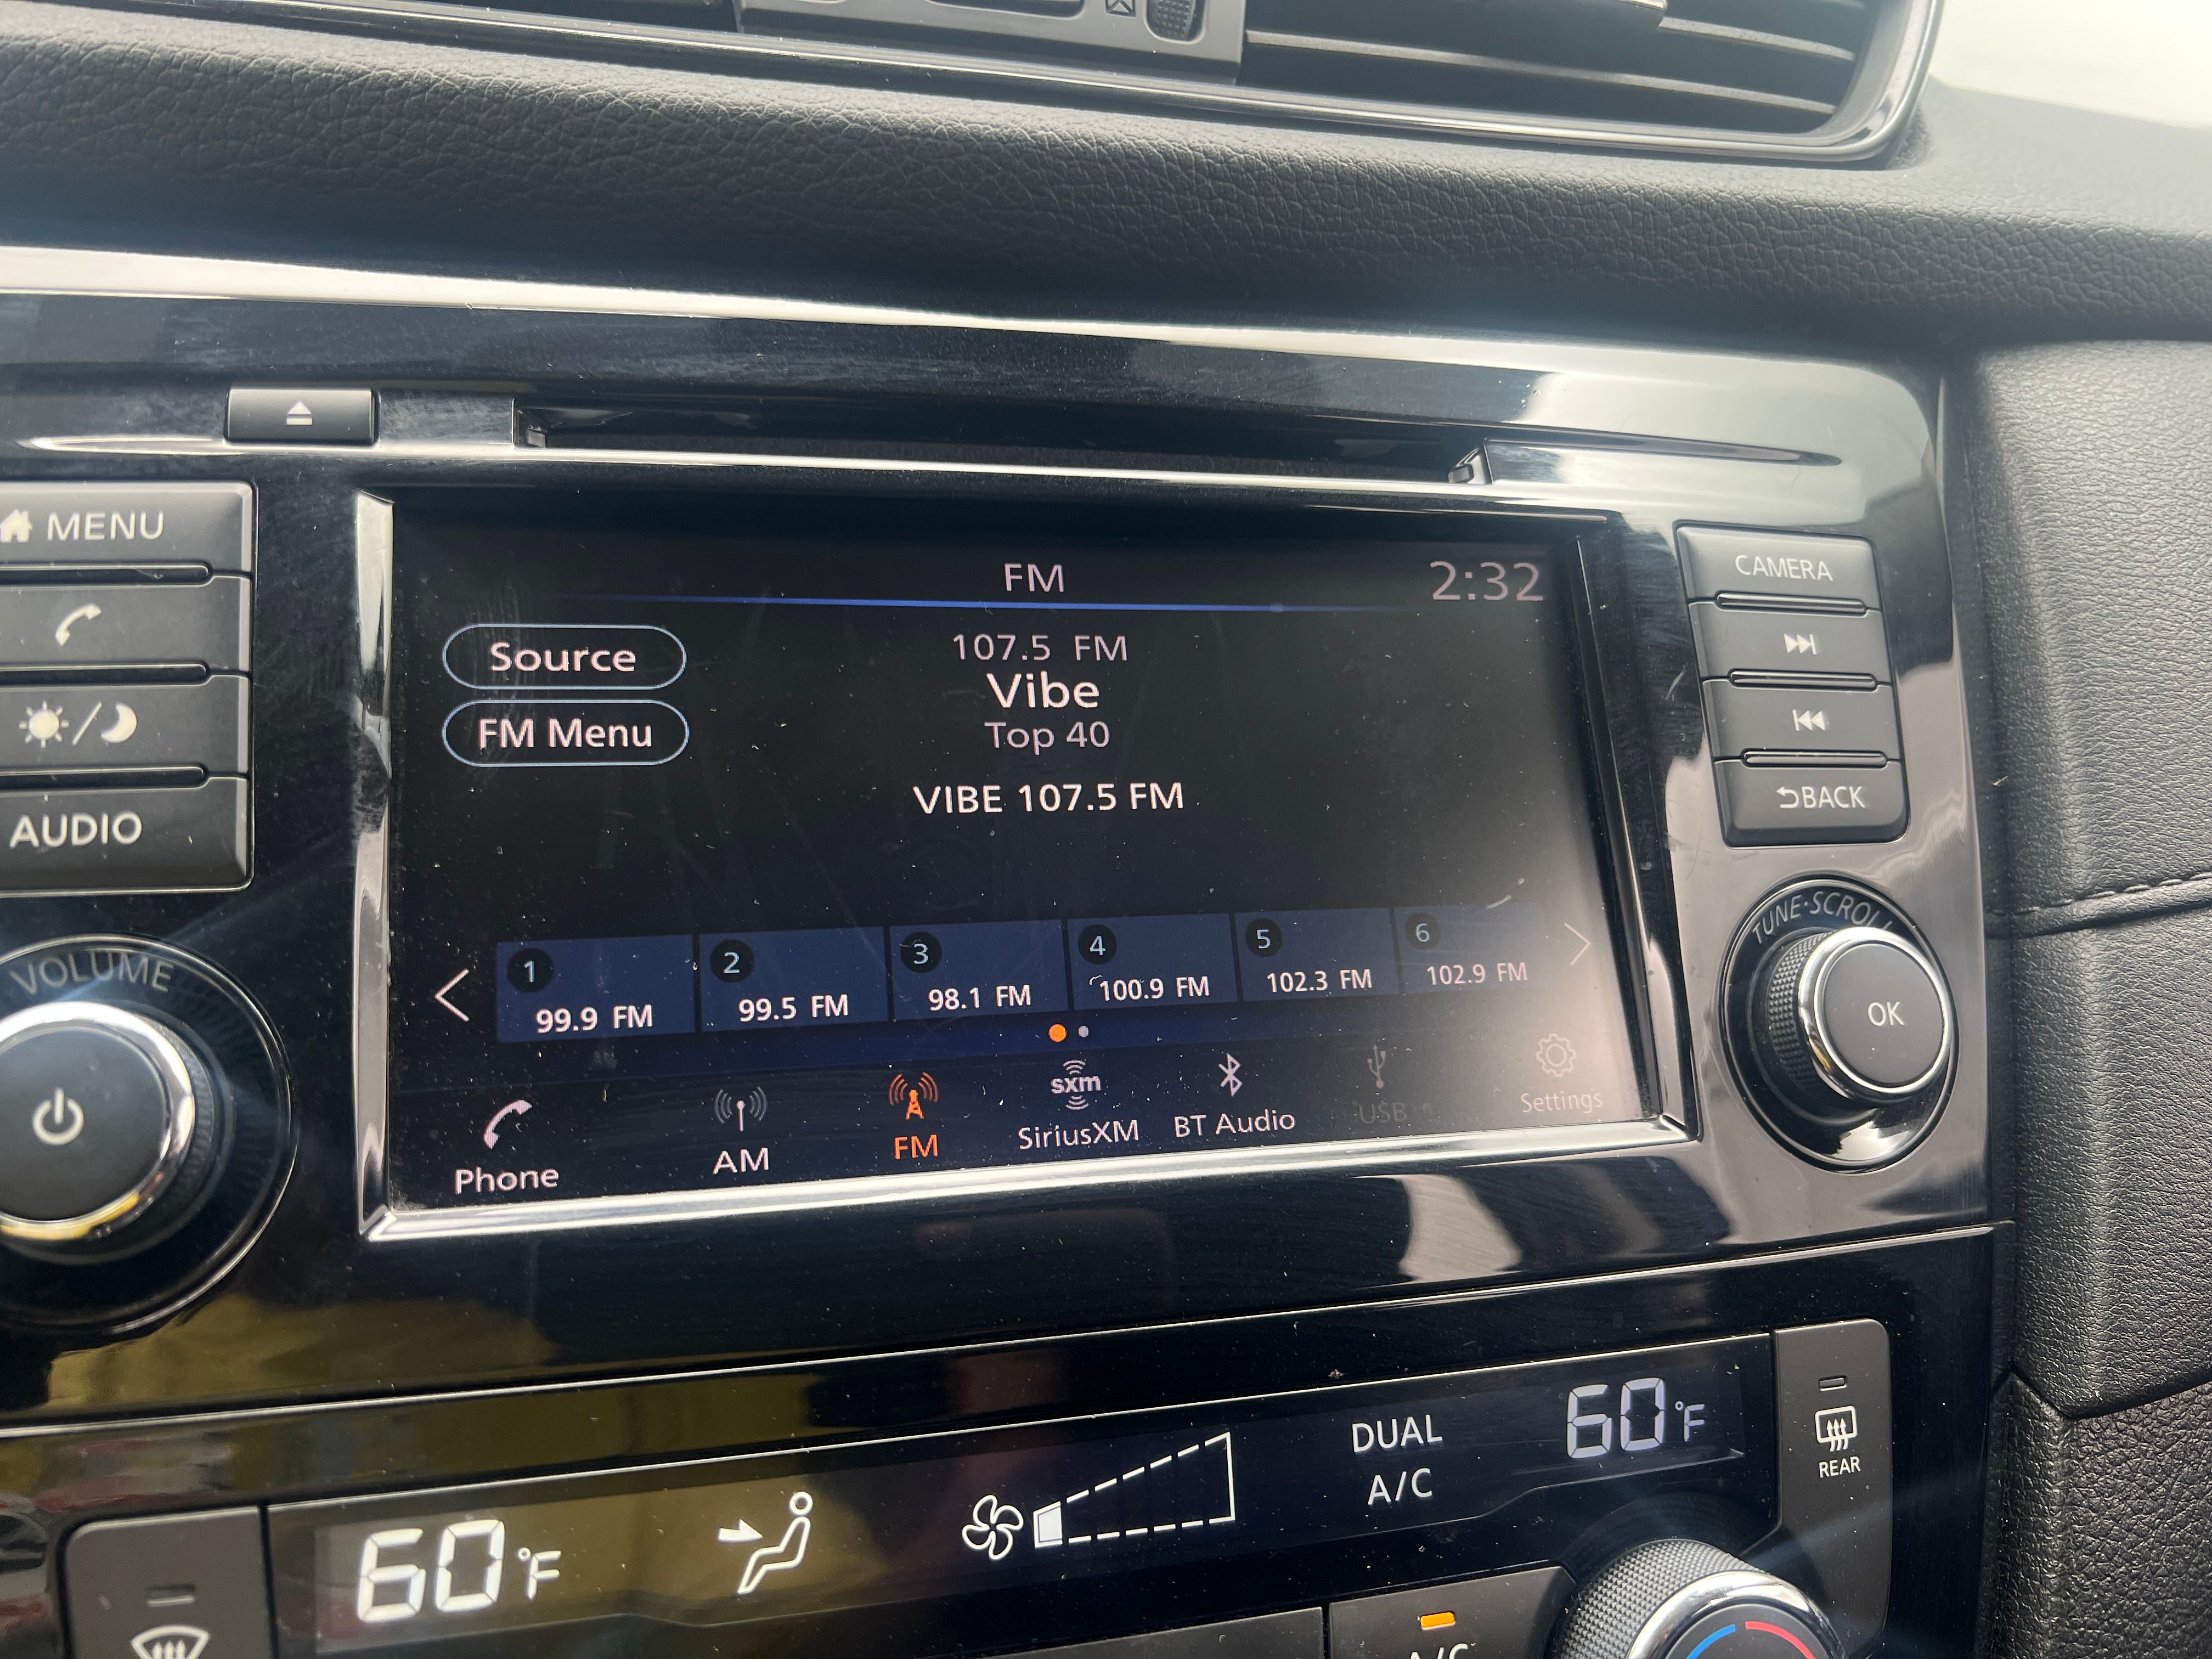 MENU
AUDIO
VOLUME
FM
2:32
Source
FM Menu
107.5 FM
Vibe
Top 40
VIBE 107.5 FM
1
99.9 FM
2
99.5 FM
3
98.1 FM
4
100.9 FM
5
102.3 FM
6
102.9 FM
Phone
AM
FM
sxm
SiriusXM
BT Audio
USB
Settings
CAMERA
BACK
TUNE·SCROLL
OK
60°F
DUAL
A/C
60°F
REAR
A/C